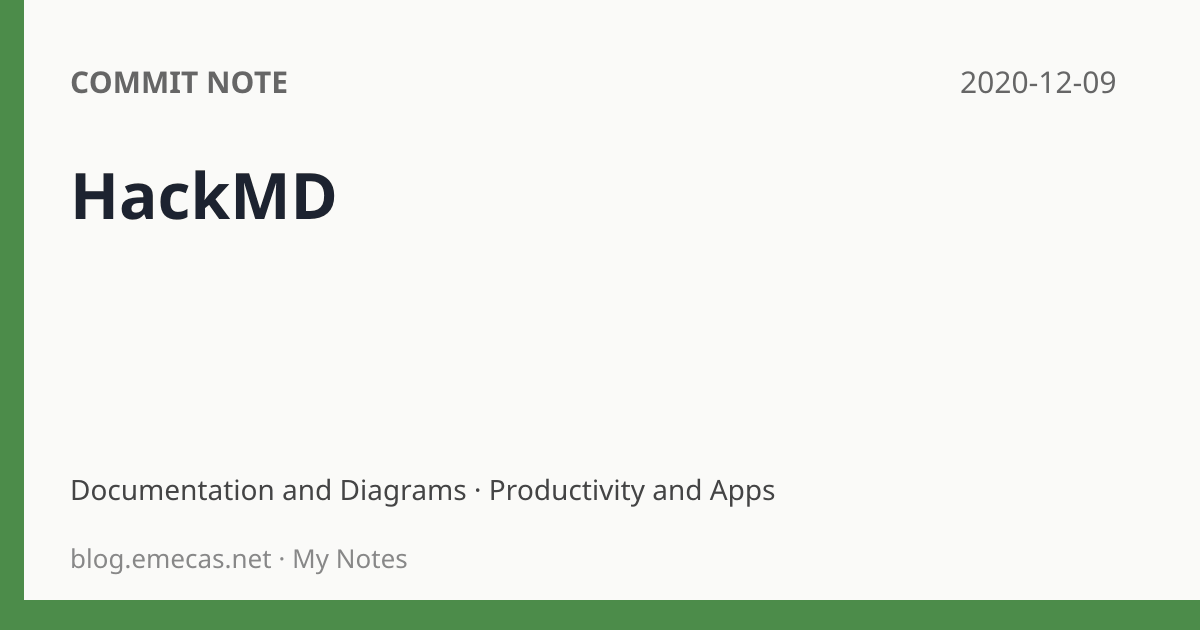 COMMIT NOTE
2020-12-09
HackMD
Documentation and Diagrams · Productivity and Apps
blog.emecas.net · My Notes